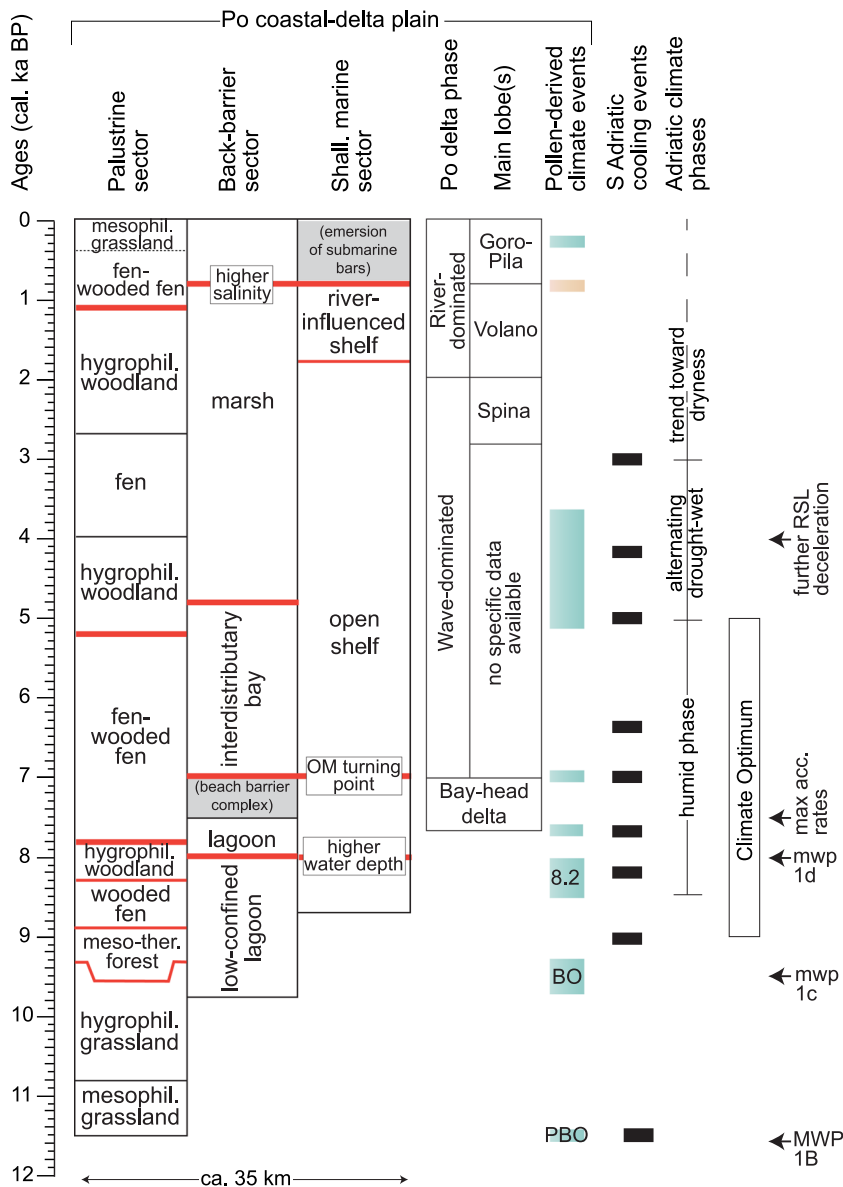 Po coastal-delta plain
Ages (cal. ka BP)
Palustrine
sector
Back-barrier
sector
Shall. marine
sector
Po delta phase
Main lobe(s)
Pollen-derived
climate events
S Adriatic
cooling events
Adriatic climate
phases
0
1
2
3
4
5
6
7
8
9
10
11
12
mesophil.
grassland
fen-
wooded fen
hygrophil.
woodland
fen
hygrophil.
woodland
fen-
wooded
fen
hygrophil.
woodland
wooded
fen
meso-ther.
forest
hygrophil.
grassland
mesophil.
grassland
higher
salinity
marsh
interdistributary
bay
(beach barrier
complex)
lagoon
low-confined
lagoon
(emersion
of submarine
bars)
river-
influenced
shelf
open
shelf
OM turning
point
higher
water depth
River-
dominated
Wave-dominated
Bay-head
delta
Goro-
Pila
Volano
Spina
no specific data
available
8.2
BO
PBO
trend toward
dryness
alternating
drought-wet
humid phase
Climate Optimum
further RSL
deceleration
max acc.
rates
mwp
1d
mwp
1c
MWP
1B
ca. 35 km